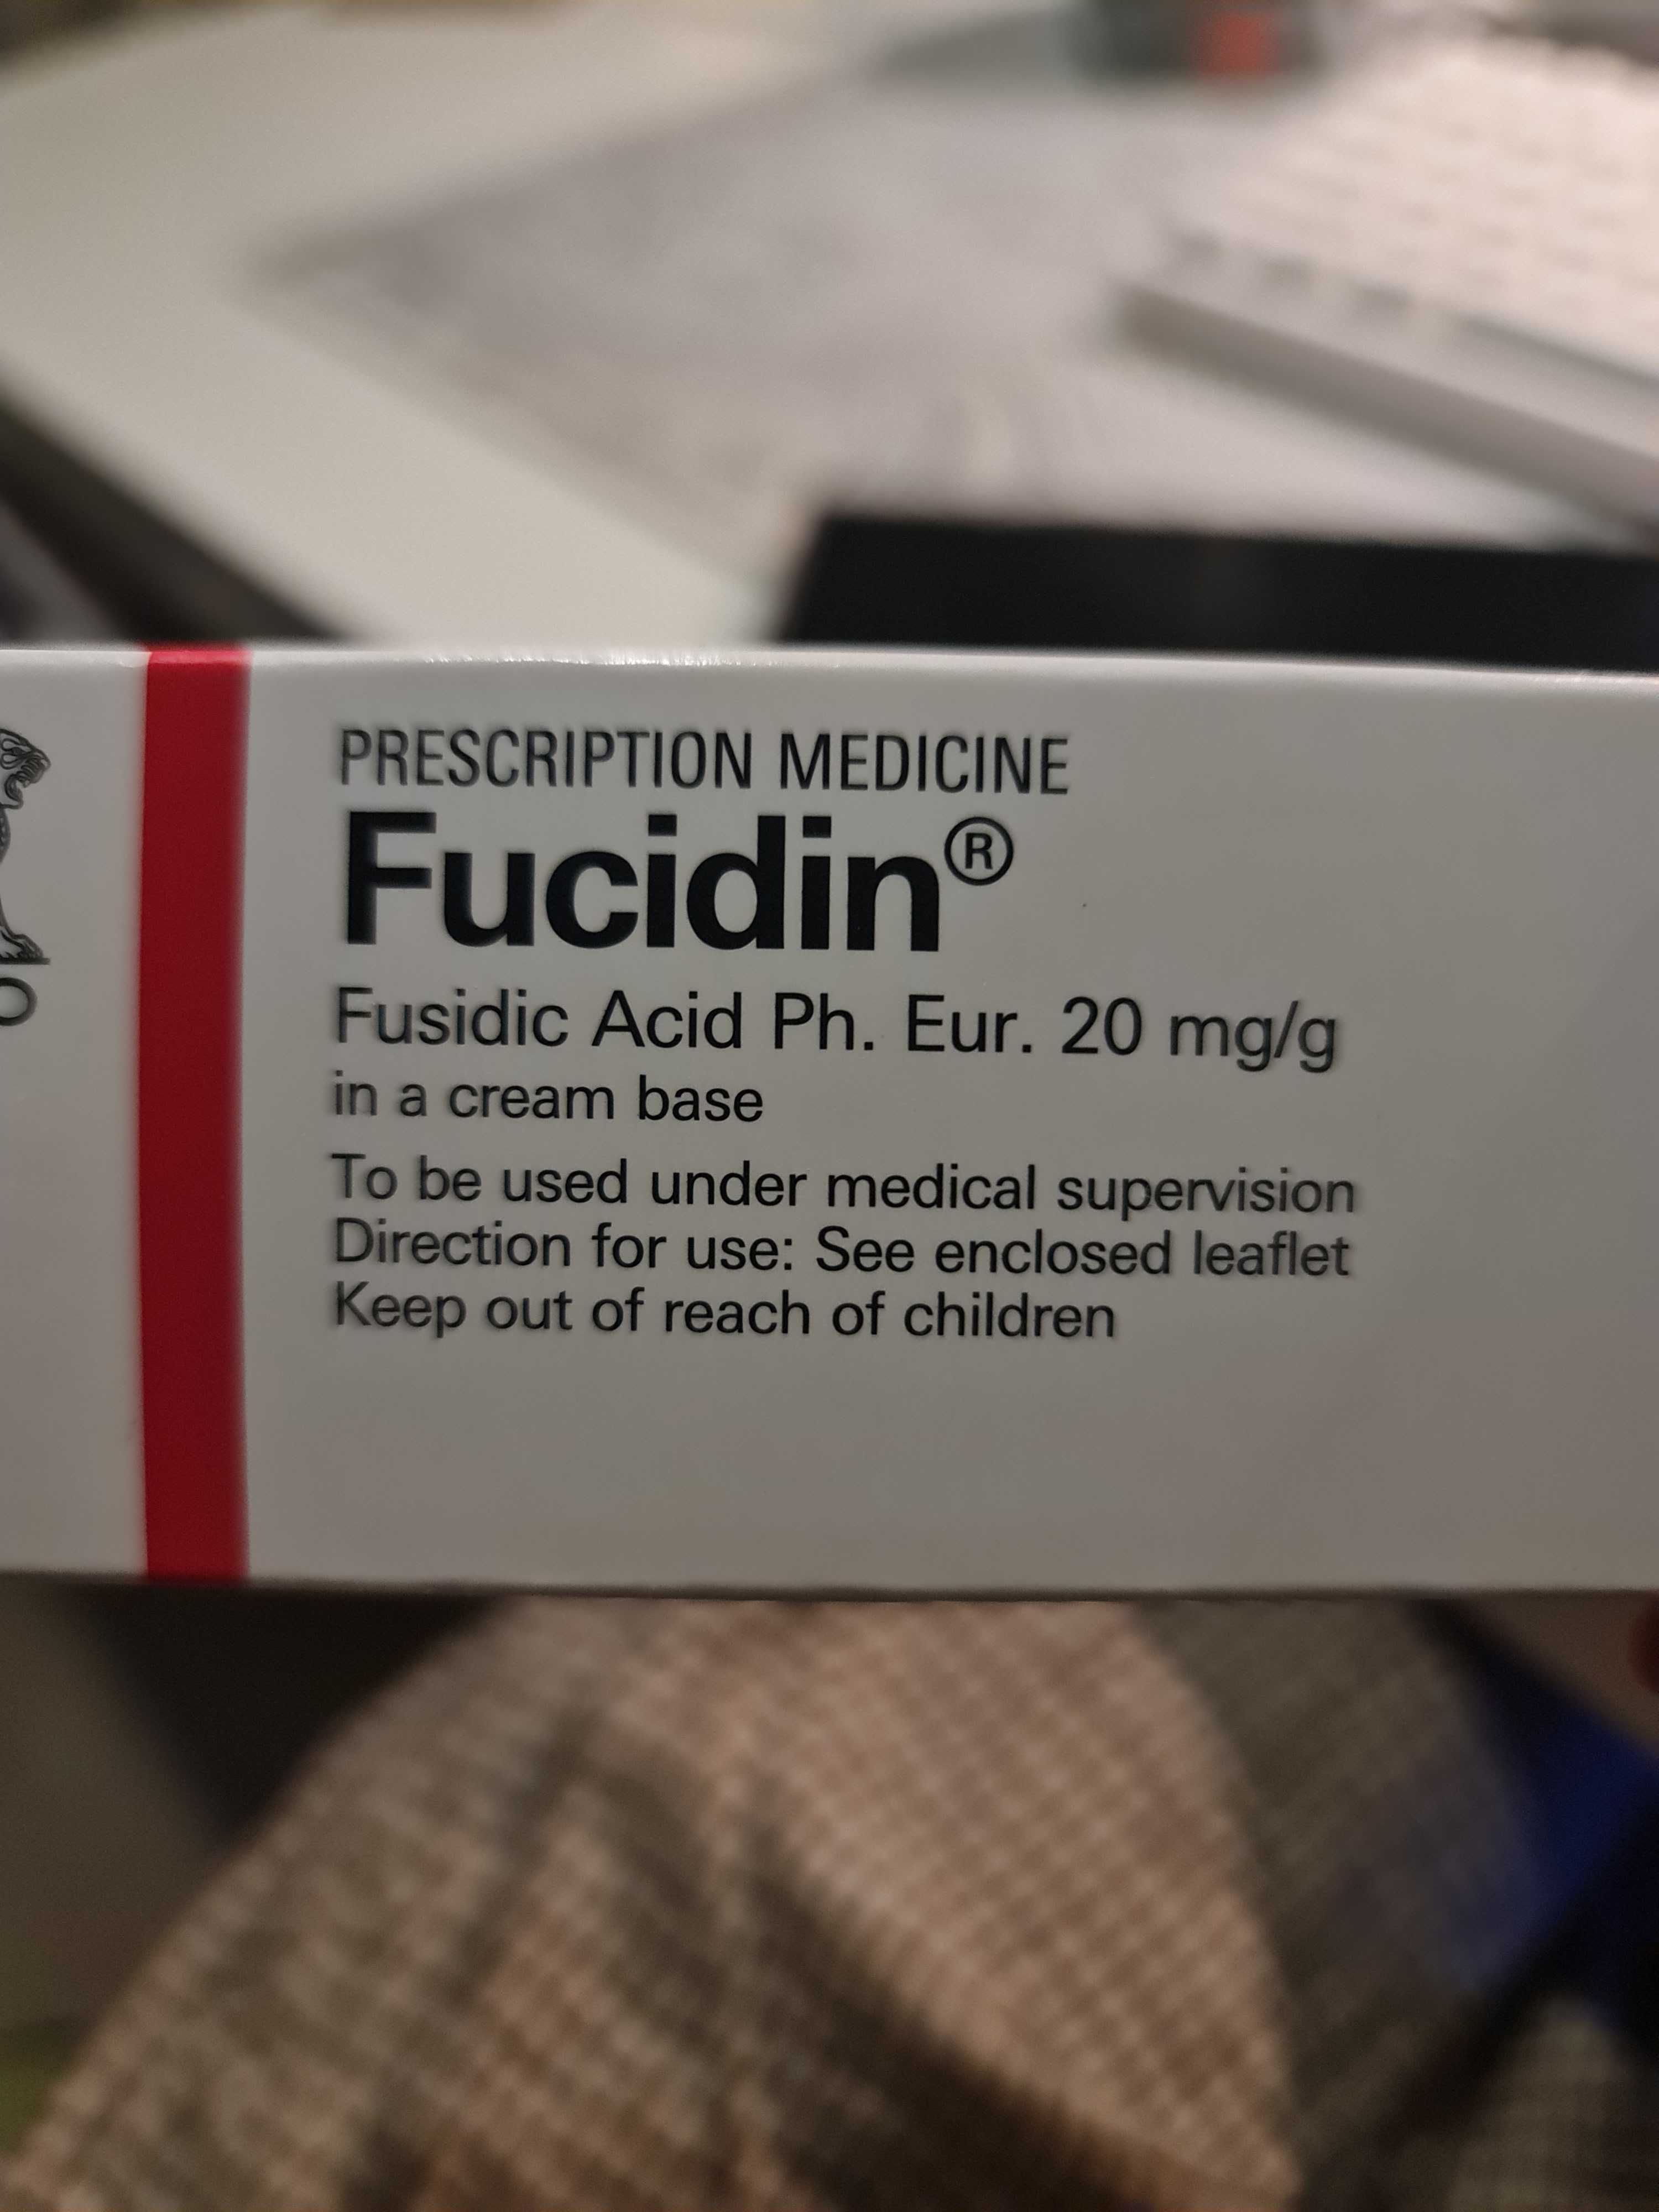 PRESCRIPTION MEDICINE
Fucidin®
Fusidic Acid Ph. Eur. 20 mg/g
in a cream base
To be used under medical supervision
Direction for use: See enclosed leaflet
Keep out of reach of children